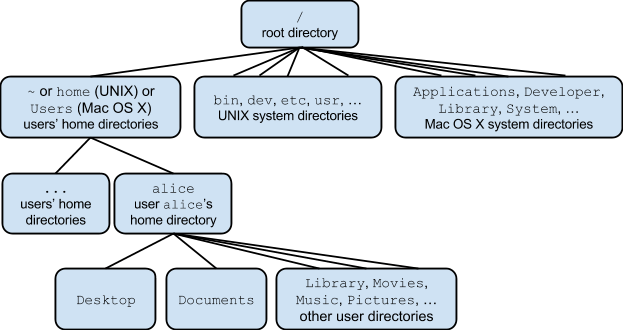 /
root directory
~ or home (UNIX) or
Users (Mac OS X)
users' home directories
bin, dev, etc, usr, ...
UNIX system directories
Applications, Developer,
Library, System, ...
Mac OS X system directories
...
users' home
directories
alice
user alice's
home directory
Desktop
Documents
Library, Movies,
Music, Pictures, ...
other user directories